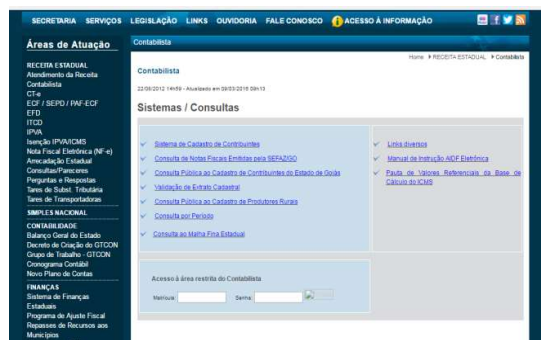 SECRETARIA SERVIÇOS LEGISLAÇÃO LINKS OUVIDORIA FALE CONOSCO ACESSO À INFORMAÇÃO
Áreas de Atuação
RECEITA ESTADUAL
Atendimento da Receita
Contabilista
CT-e
ECF / SEPD / PAF-ECF
EFD
ITCD
IPVA
Isenção IPVA/ICMS
Nota Fiscal Eletrônica (NF-e)
Arrecadação Estadual
Consultas/Pareceres
Perguntas e Respostas
Tares de Subst. Tributária
Tares de Transportadoras
SIMPLES NACIONAL
CONTABILIDADE
Balanço Geral do Estado
Decreto de Criação do GTCON
Grupo de Trabalho - GTCON
Cronograma Contábil
Novo Plano de Contas
FINANÇAS
Sistema de Finanças
Estaduais
Programa de Ajuste Fiscal
Repasses de Recursos aos
Municípios
Contabilista
Home RECEITA ESTADUAL Contabilista
Contabilista
22/08/2012 14h59 - Atualizado em 09/03/2016 09h13
Sistemas / Consultas
Sistema de Cadastro de Contribuintes
Consulta de Notas Fiscais Emitidas pela SEFAZ/GO
Consulta Pública ao Cadastro de Contribuintes do Estado de Goiás
Validação de Extrato Cadastral
Consulta Pública ao Cadastro de Produtores Rurais
Consulta por Período
Consulta ao Malha Fina Estadual
Links diversos
Manual de Instrução AIDF Eletrônica
Pauta de Valores Referenciais da Base de
Cálculo do ICMS
Acesso à área restrita do Contabilista
Matrícula: Senha: